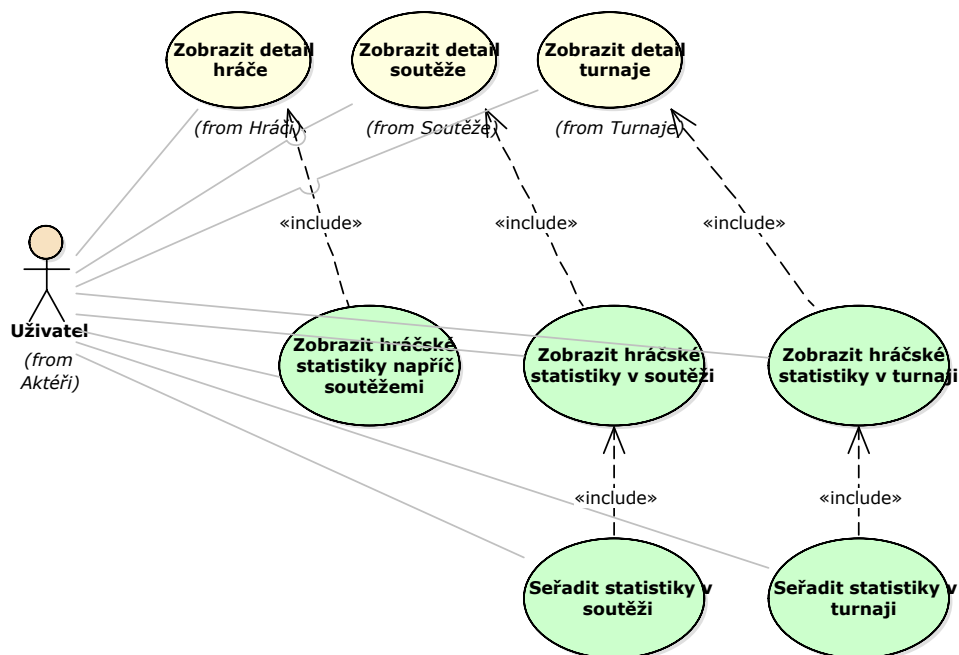 Zobrazit detail
hráče
Zobrazit detail
soutěže
Zobrazit detail
turnaje
(from Hráči)
(from Soutěže)
(from Turnaje)
«include»
«include»
«include»
Uživatel
(from
Aktéři)
Zobrazit hráčské
statistiky napříč
soutěžemi
Zobrazit hráčské
statistiky v soutěži
Zobrazit hráčské
statistiky v turnaji
«include»
«include»
Seřadit statistiky v
soutěži
Seřadit statistiky v
turnaji